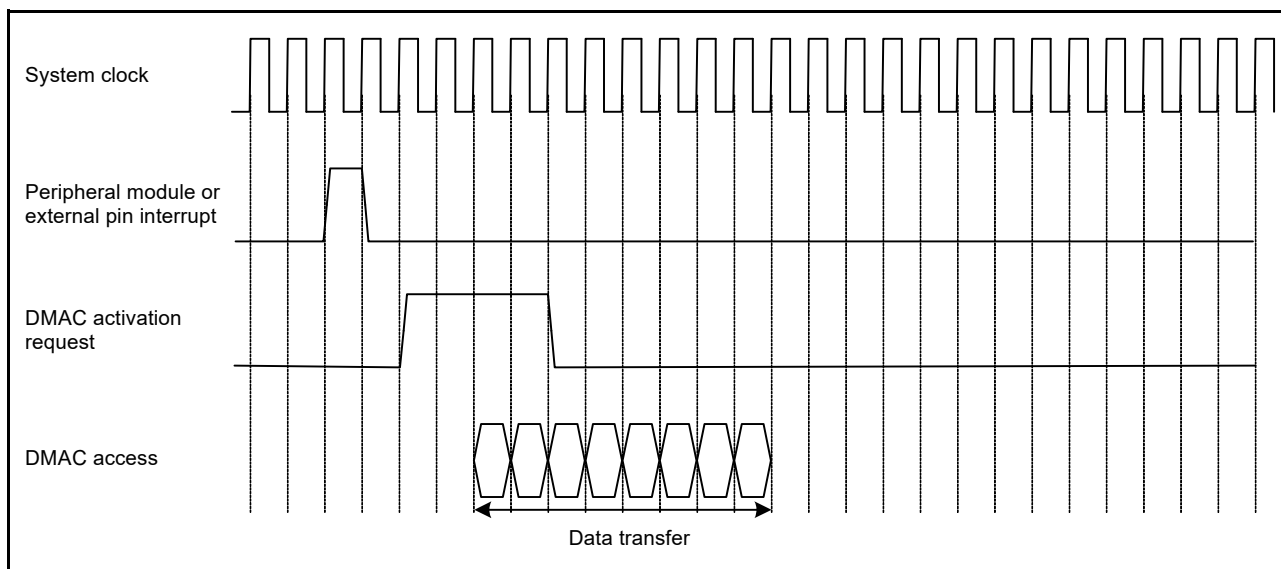 System clock
Peripheral module or
external pin interrupt
DMAC activation
request
DMAC access
Data transfer